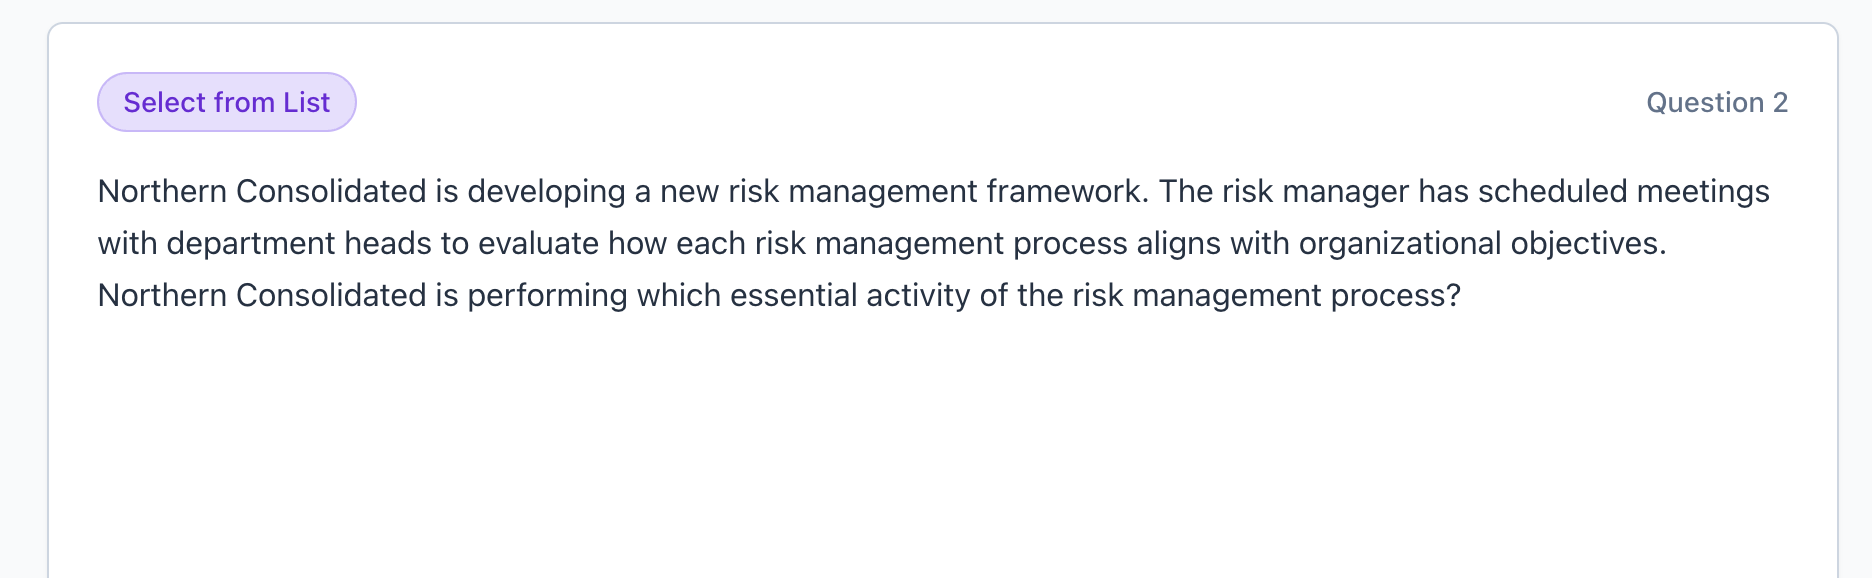 Select from List
Question 2
Northern Consolidated is developing a new risk management framework. The risk manager has scheduled meetings
with department heads to evaluate how each risk management process aligns with organizational objectives.
Northern Consolidated is performing which essential activity of the risk management process?